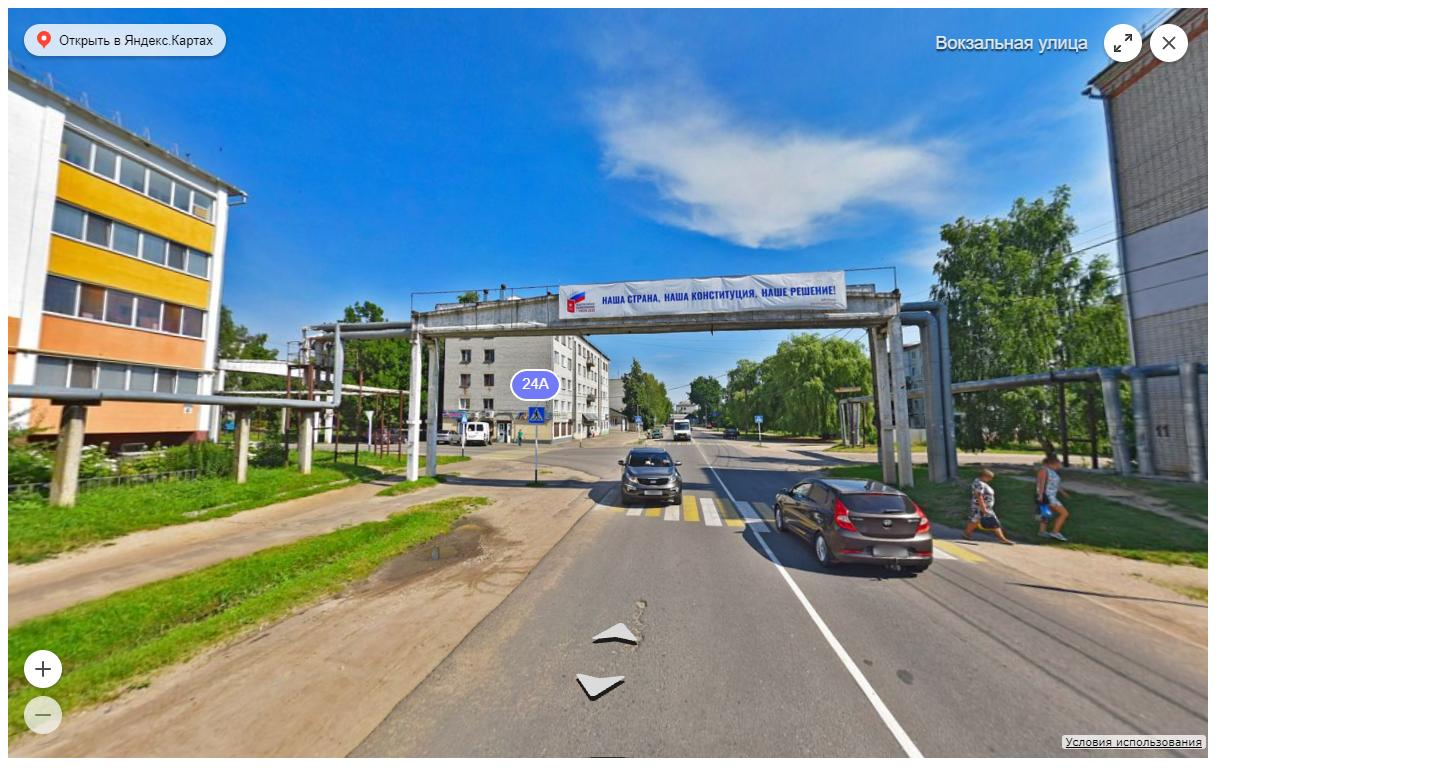 Открыть в Яндекс.Картах
Вокзальная улица
НАША СТРАНА, НАША КОНСТИТУЦИЯ, НАШЕ РЕШЕНИЕ!
24А
11
Условия использования